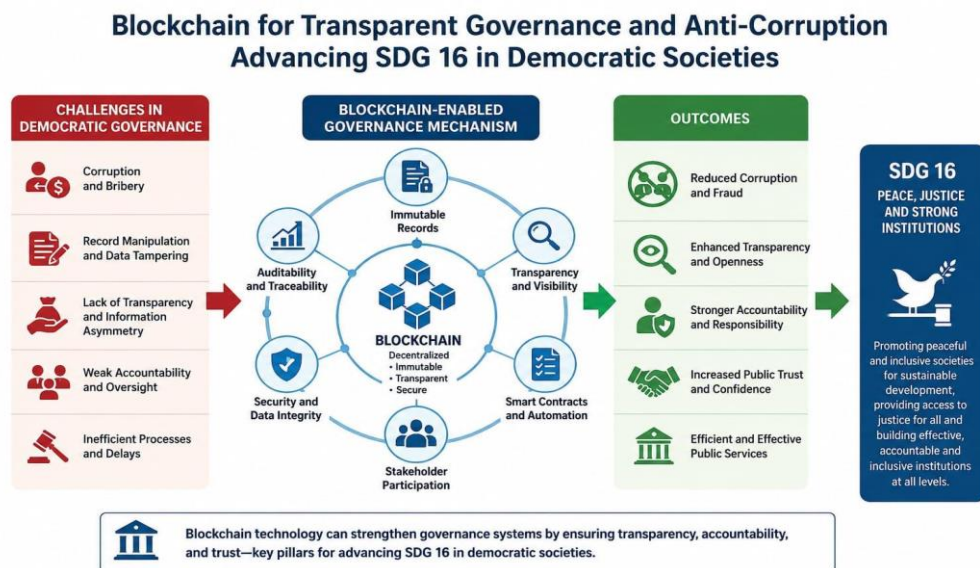 Blockchain for Transparent Governance and Anti-Corruption
Advancing SDG 16 in Democratic Societies
CHALLENGES IN
DEMOCRATIC GOVERNANCE
Corruption
and Bribery
Record Manipulation
and Data Tampering
Lack of Transparency
and Information
Asymmetry
Weak Accountability
and Oversight
Inefficient Processes
and Delays
BLOCKCHAIN-ENABLED
GOVERNANCE MECHANISM
Immutable
Records
Auditability
and Traceability
Transparency
and Visibility
BLOCKCHAIN
Decentralized
• Immutable
• Transparent
• Secure
Security and
Data Integrity
Smart Contracts
and Automation
Stakeholder
Participation
OUTCOMES
Reduced Corruption
and Fraud
Enhanced Transparency
and Openness
Stronger Accountability
and Responsibility
Increased Public Trust
and Confidence
Efficient and Effective
Public Services
SDG 16
PEACE, JUSTICE
AND STRONG
INSTITUTIONS
Promoting peaceful
and inclusive societies
for sustainable
development,
providing access to
justice for all and
building effective,
accountable and
inclusive institutions
at all levels.
Blockchain technology can strengthen governance systems by ensuring transparency, accountability,
and trust—key pillars for advancing SDG 16 in democratic societies.